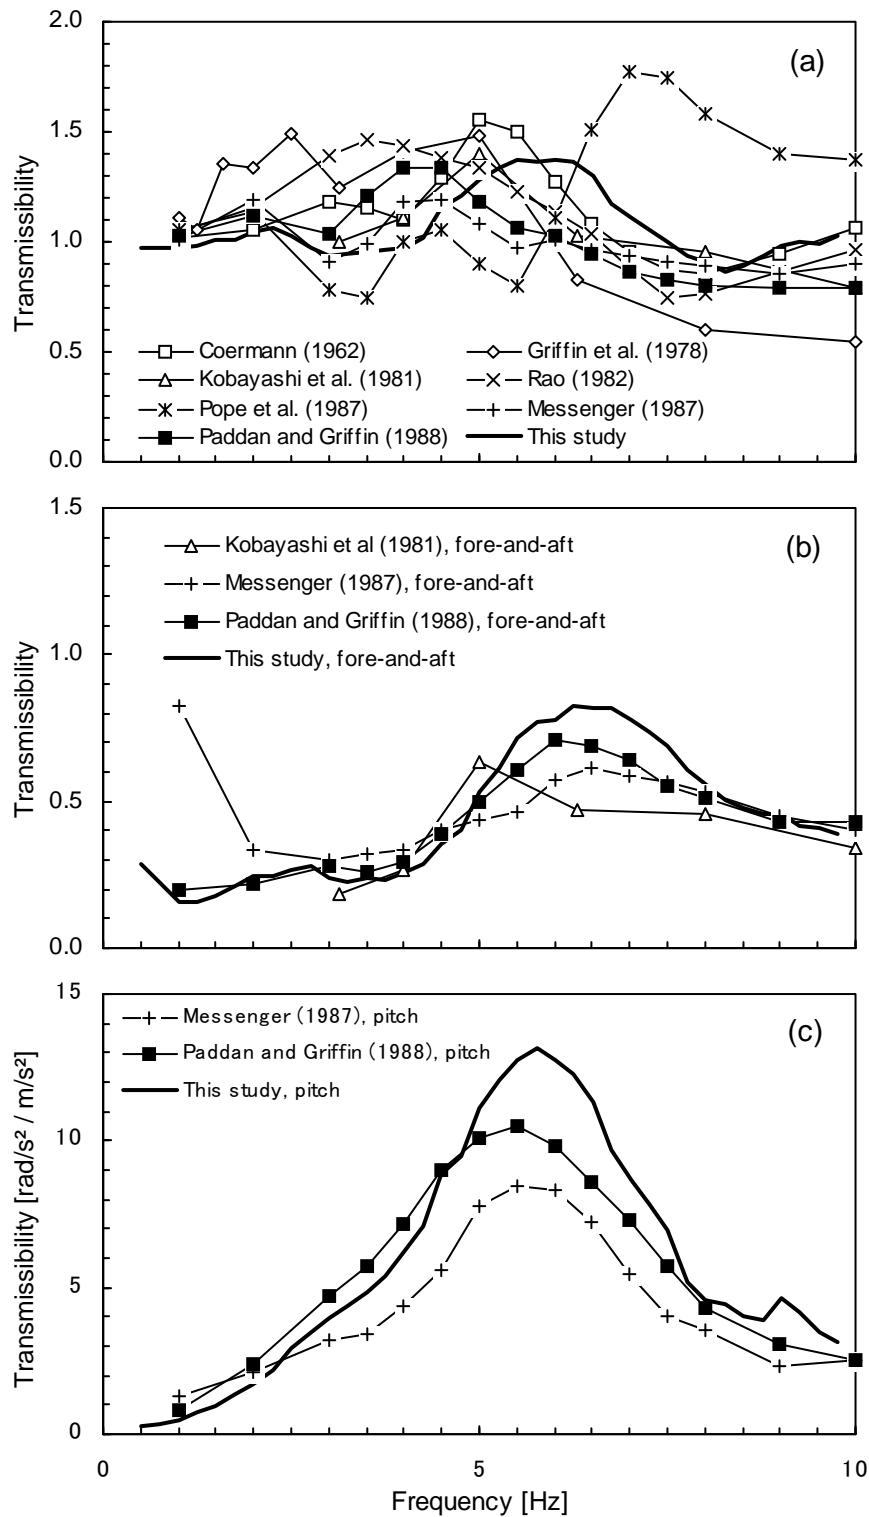 2.0
(a)
1.5
1.0
0.5
0.0
Transmissibility
Coermann (1962)
Griffin et al. (1978)
Kobayashi et al. (1981)
Rao (1982)
Pope et al. (1987)
Messenger (1987)
Paddan and Griffin (1988)
This study
1.5
(b)
1.0
0.5
0.0
Transmissibility
Kobayashi et al (1981), fore-and-aft
Messenger (1987), fore-and-aft
Paddan and Griffin (1988), fore-and-aft
This study, fore-and-aft
15
(c)
10
5
0
Transmissibility [rad/s² / m/s²]
Messenger (1987), pitch
Paddan and Griffin (1988), pitch
This study, pitch
0
5
10
Frequency [Hz]